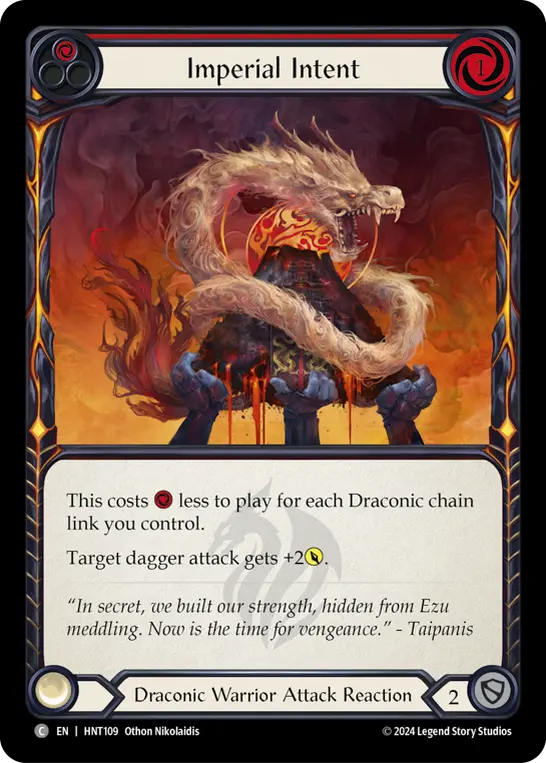 Imperial Intent
1
This costs less to play for each Draconic chain
link you control.
Target dagger attack gets +2.
“In secret, we built our strength, hidden from Ezu
meddling. Now is the time for vengeance.” - Taipanis
Draconic Warrior Attack Reaction
2
C EN | HNT109 Othon Nikolaidis
© 2024 Legend Story Studios